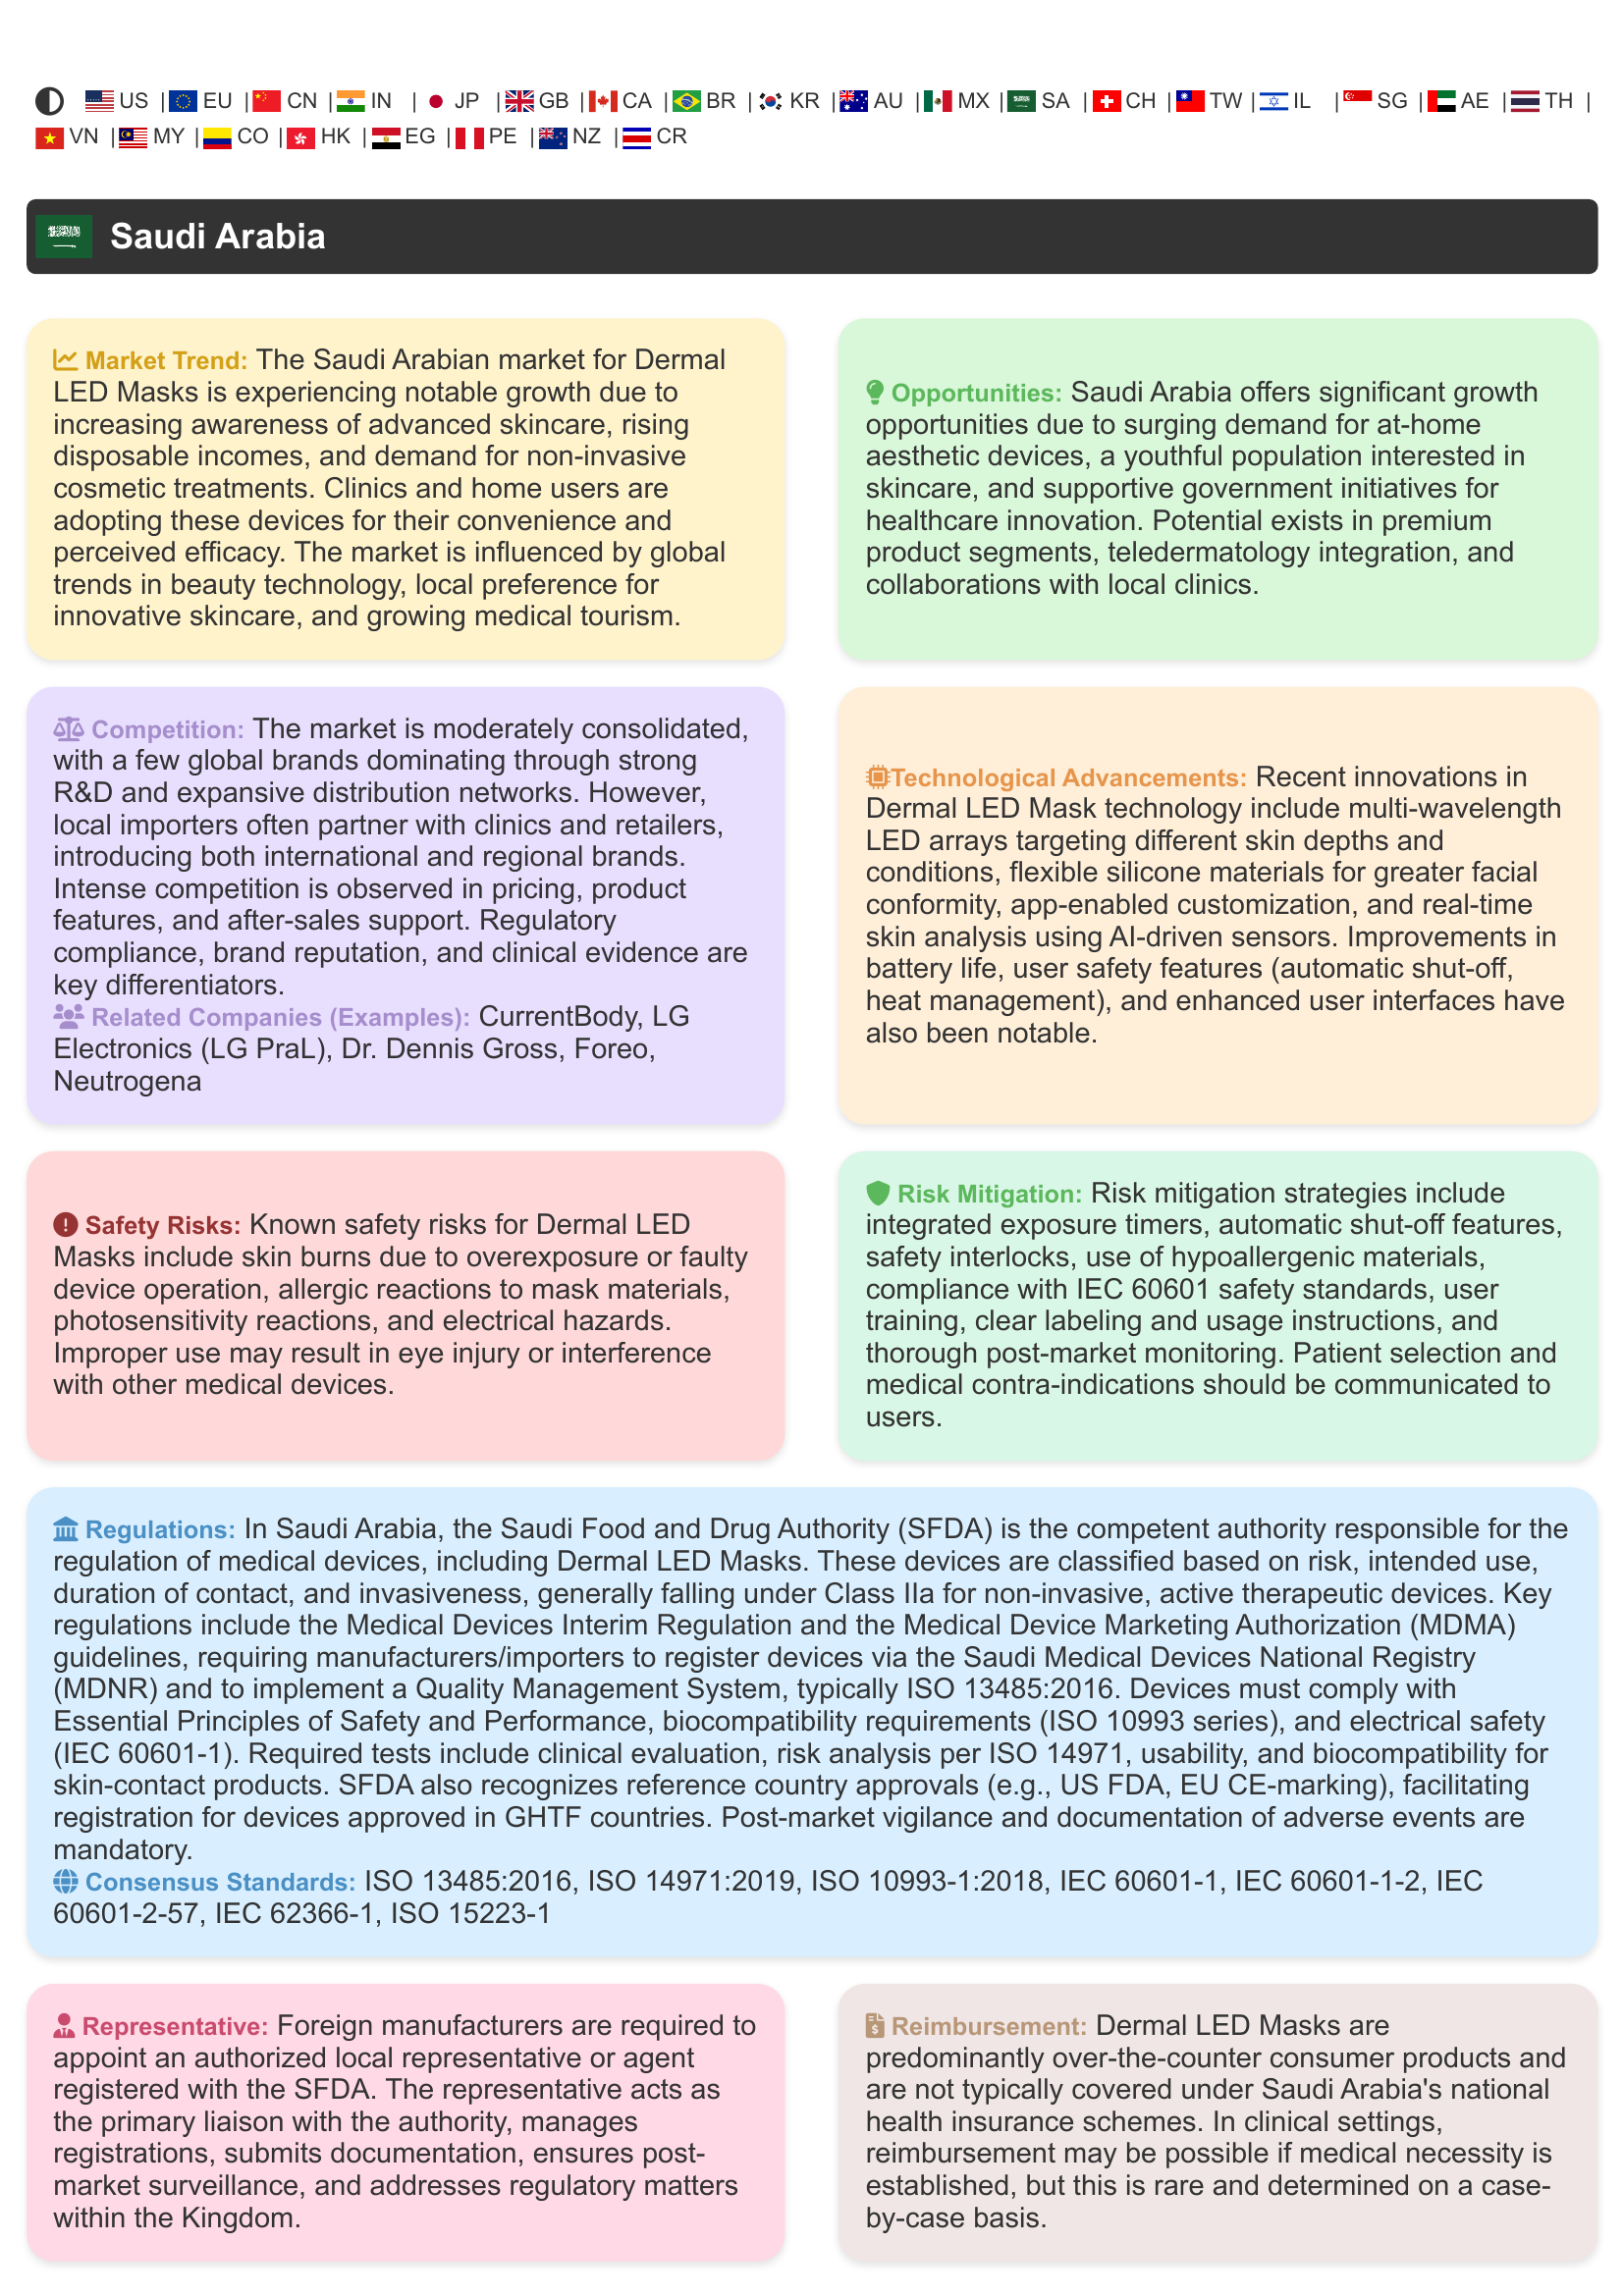 US | EU | CN | IN | JP | GB | CA | BR | KR | AU | MX | SA | CH | TW | IL | SG | AE | TH |
VN | MY | CO | HK | EG | PE | NZ | CR
Saudi Arabia
Market Trend: The Saudi Arabian market for Dermal
LED Masks is experiencing notable growth due to
increasing awareness of advanced skincare, rising
disposable incomes, and demand for non-invasive
cosmetic treatments. Clinics and home users are
adopting these devices for their convenience and
perceived efficacy. The market is influenced by global
trends in beauty technology, local preference for
innovative skincare, and growing medical tourism.
Opportunities: Saudi Arabia offers significant growth
opportunities due to surging demand for at-home
aesthetic devices, a youthful population interested in
skincare, and supportive government initiatives for
healthcare innovation. Potential exists in premium
product segments, teledermatology integration, and
collaborations with local clinics.
Competition: The market is moderately consolidated,
with a few global brands dominating through strong
R&D and expansive distribution networks. However,
local importers often partner with clinics and retailers,
introducing both international and regional brands.
Intense competition is observed in pricing, product
features, and after-sales support. Regulatory
compliance, brand reputation, and clinical evidence are
key differentiators.
Related Companies (Examples): CurrentBody, LG
Electronics (LG PraL), Dr. Dennis Gross, Foreo,
Neutrogena
Technological Advancements: Recent innovations in
Dermal LED Mask technology include multi-wavelength
LED arrays targeting different skin depths and
conditions, flexible silicone materials for greater facial
conformity, app-enabled customization, and real-time
skin analysis using AI-driven sensors. Improvements in
battery life, user safety features (automatic shut-off,
heat management), and enhanced user interfaces have
also been notable.
Safety Risks: Known safety risks for Dermal LED
Masks include skin burns due to overexposure or faulty
device operation, allergic reactions to mask materials,
photosensitivity reactions, and electrical hazards.
Improper use may result in eye injury or interference
with other medical devices.
Risk Mitigation: Risk mitigation strategies include
integrated exposure timers, automatic shut-off features,
safety interlocks, use of hypoallergenic materials,
compliance with IEC 60601 safety standards, user
training, clear labeling and usage instructions, and
thorough post-market monitoring. Patient selection and
medical contra-indications should be communicated to
users.
Regulations: In Saudi Arabia, the Saudi Food and Drug Authority (SFDA) is the competent authority responsible for the
regulation of medical devices, including Dermal LED Masks. These devices are classified based on risk, intended use,
duration of contact, and invasiveness, generally falling under Class IIa for non-invasive, active therapeutic devices. Key
regulations include the Medical Devices Interim Regulation and the Medical Device Marketing Authorization (MDMA)
guidelines, requiring manufacturers/importers to register devices via the Saudi Medical Devices National Registry
(MDNR) and to implement a Quality Management System, typically ISO 13485:2016. Devices must comply with
Essential Principles of Safety and Performance, biocompatibility requirements (ISO 10993 series), and electrical safety
(IEC 60601-1). Required tests include clinical evaluation, risk analysis per ISO 14971, usability, and biocompatibility for
skin-contact products. SFDA also recognizes reference country approvals (e.g., US FDA, EU CE-marking), facilitating
registration for devices approved in GHTF countries. Post-market vigilance and documentation of adverse events are
mandatory.
Consensus Standards: ISO 13485:2016, ISO 14971:2019, ISO 10993-1:2018, IEC 60601-1, IEC 60601-1-2, IEC
60601-2-57, IEC 62366-1, ISO 15223-1
Representative: Foreign manufacturers are required to
appoint an authorized local representative or agent
registered with the SFDA. The representative acts as
the primary liaison with the authority, manages
registrations, submits documentation, ensures post-
market surveillance, and addresses regulatory matters
within the Kingdom.
Reimbursement: Dermal LED Masks are
predominantly over-the-counter consumer products and
are not typically covered under Saudi Arabia's national
health insurance schemes. In clinical settings,
reimbursement may be possible if medical necessity is
established, but this is rare and determined on a case-
by-case basis.